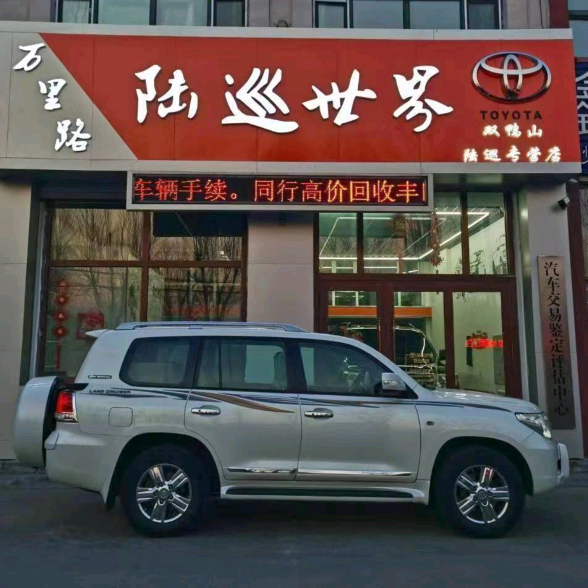 万里路
陆巡世界
TOYOTA
双鸭山
陆巡专营店
车辆手续。同行高价回收丰
汽车交易鉴定评估中心
LAND CRUISER